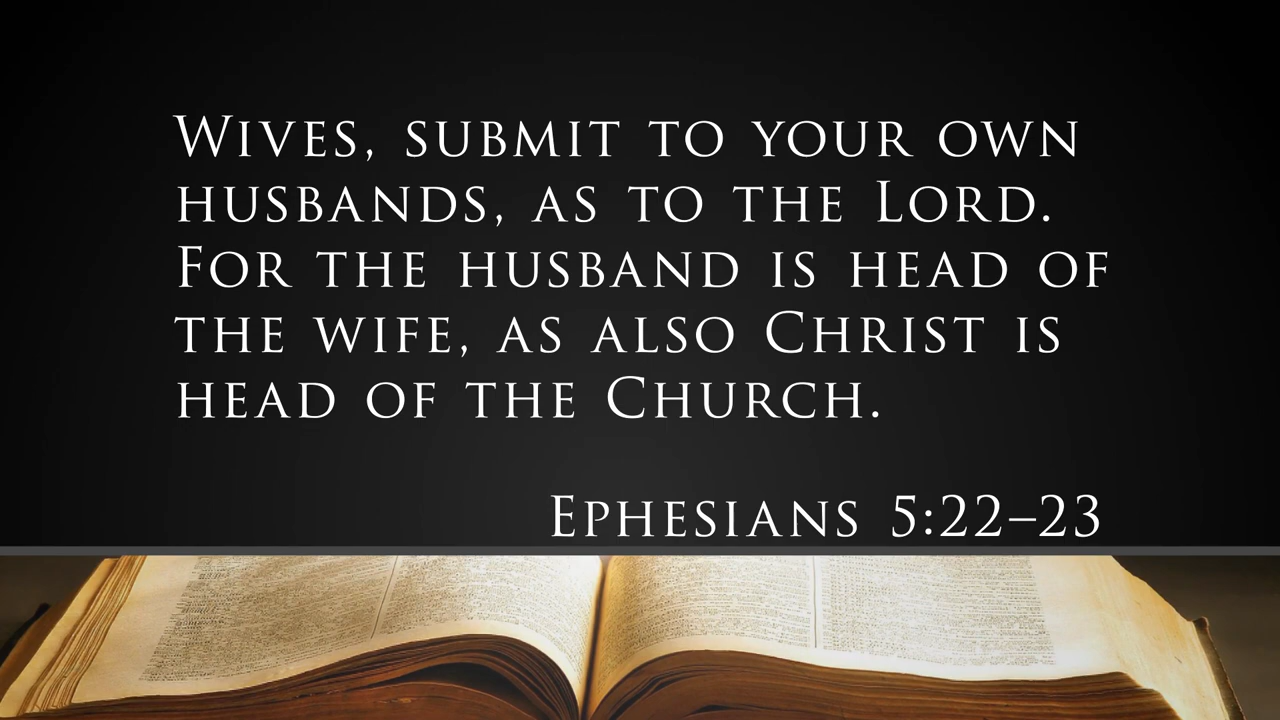 Wives, submit to your own
husbands, as to the Lord.
For the husband is head of
the wife, as also Christ is
head of the Church.
Ephesians 5:22–23